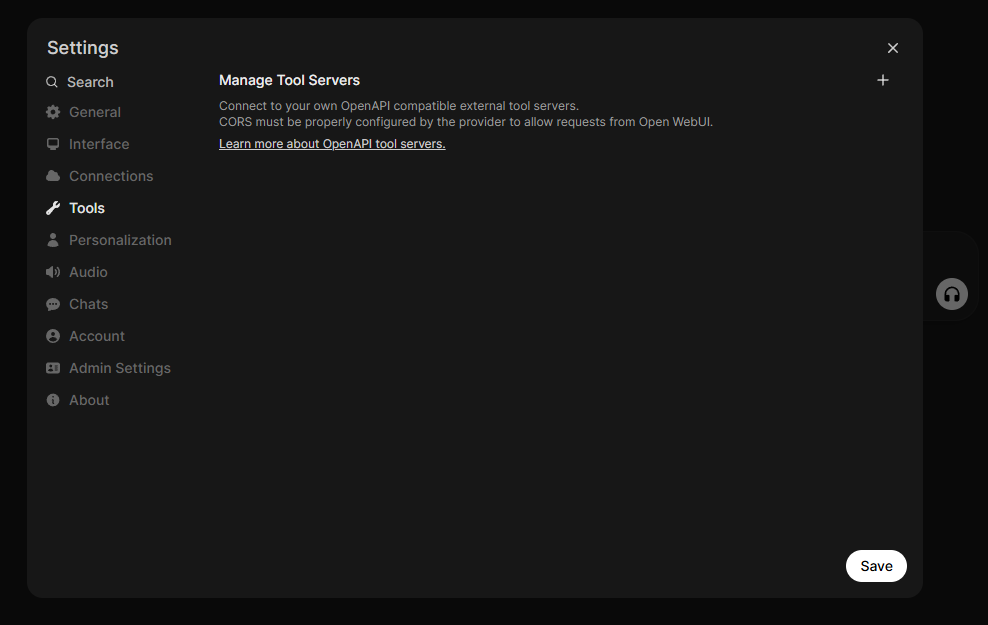 Settings
Search
General
Interface
Connections
Tools
Personalization
Audio
Chats
Account
Admin Settings
About
Manage Tool Servers
Connect to your own OpenAPI compatible external tool servers.
CORS must be properly configured by the provider to allow requests from Open WebUI.
Learn more about OpenAPI tool servers.
Save